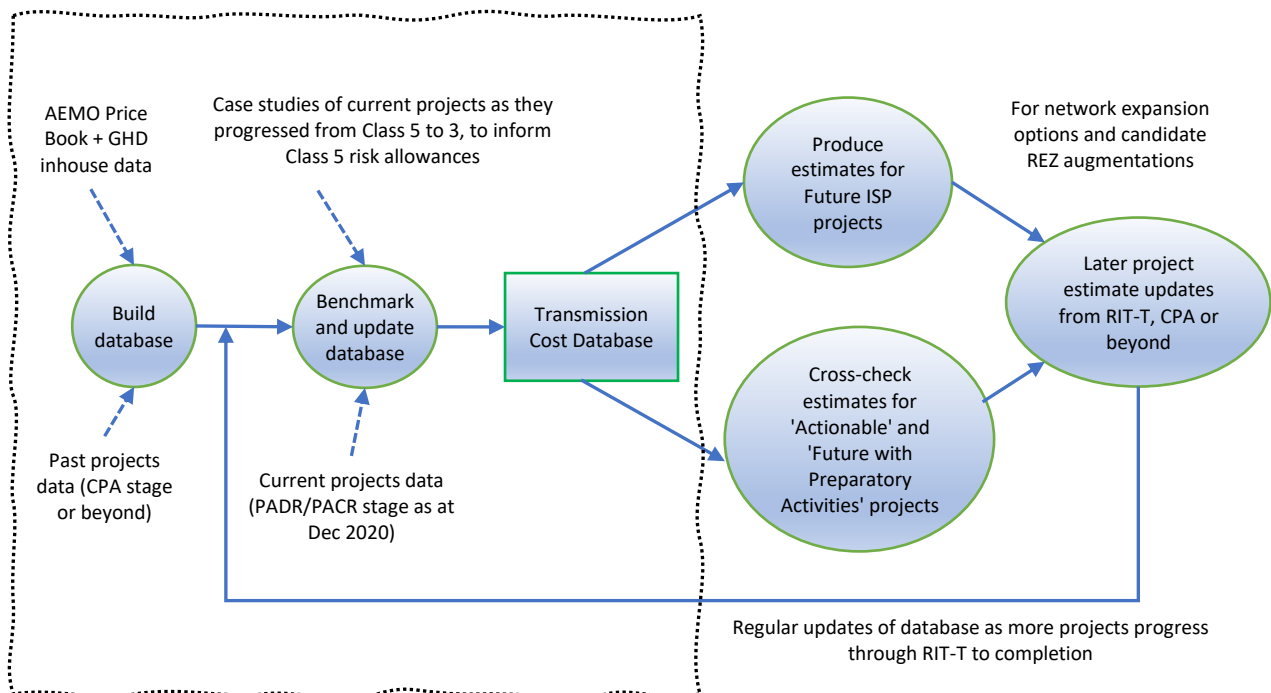 AEMO Price
Book + GHD
inhouse data
Case studies of current projects as they
progressed from Class 5 to 3, to inform
Class 5 risk allowances
Build
database
Past projects
data (CPA stage
or beyond)
Benchmark
and update
database
Current projects data
(PADR/PACR stage as at
Dec 2020)
Transmission
Cost Database
Produce
estimates for
Future ISP
projects
For network expansion
options and candidate
REZ augmentations
Cross-check
estimates for
'Actionable' and
'Future with
Preparatory
Activities' projects
Later project
estimate updates
from RIT-T, CPA or
beyond
Regular updates of database as more projects progress
through RIT-T to completion